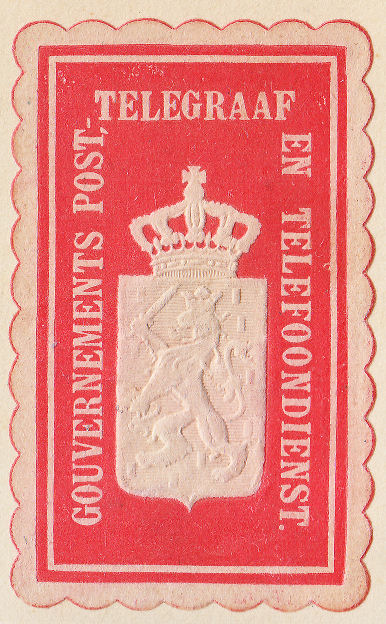 GOUVERNEMENTS POST,-
TELEGRAAF
EN TELEFOONDIENST.